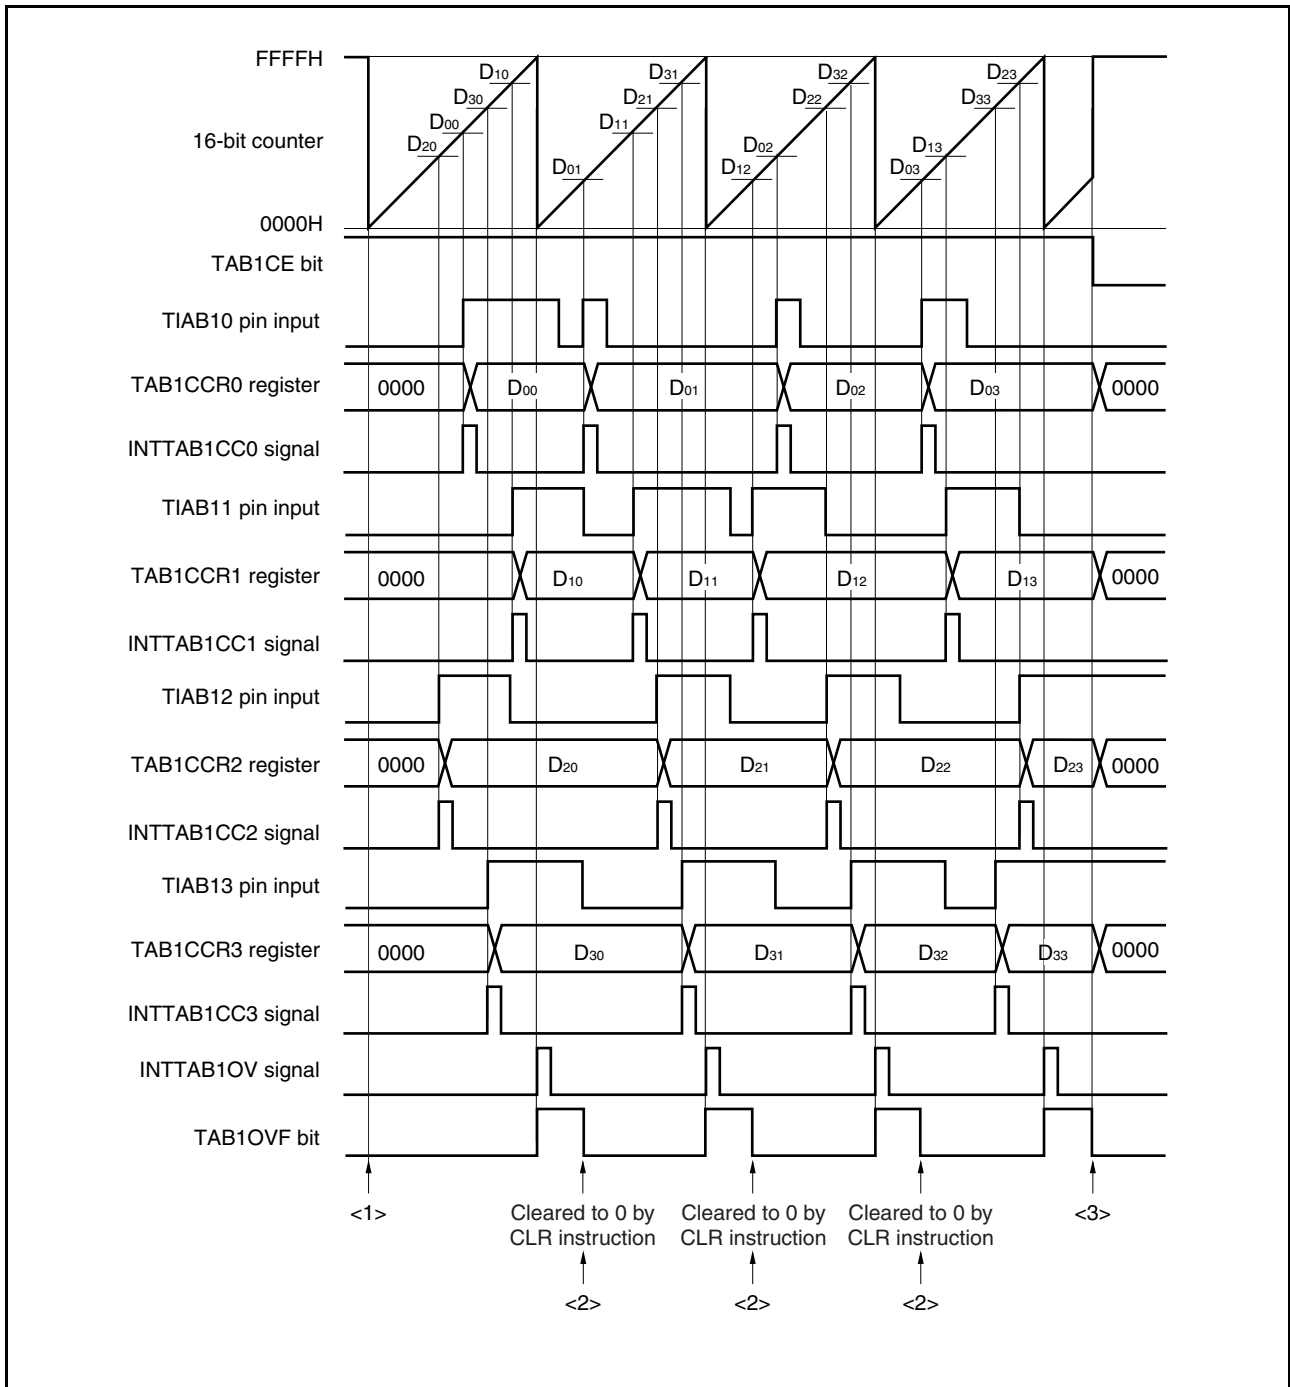 FFFFH
D10
D31
D32
D23
D30
D21
D22
D33
D00
D11
16-bit counter
D20
D02
D13
D01
D12
D03
0000H
TAB1CE bit
TIAB10 pin input
TAB1CCR0 register
0000
D00
D01
D02
D03
0000
INTTAB1CC0 signal
TIAB11 pin input
TAB1CCR1 register
0000
D10
D11
D12
D13
0000
INTTAB1CC1 signal
TIAB12 pin input
TAB1CCR2 register
0000
D20
D21
D22
D23
0000
INTTAB1CC2 signal
TIAB13 pin input
TAB1CCR3 register
0000
D30
D31
D32
D33
0000
INTTAB1CC3 signal
INTTAB1OV signal
TAB1OVF bit
<1>
Cleared to 0 by
CLR instruction
Cleared to 0 by
CLR instruction
Cleared to 0 by
CLR instruction
<3>
<2>
<2>
<2>